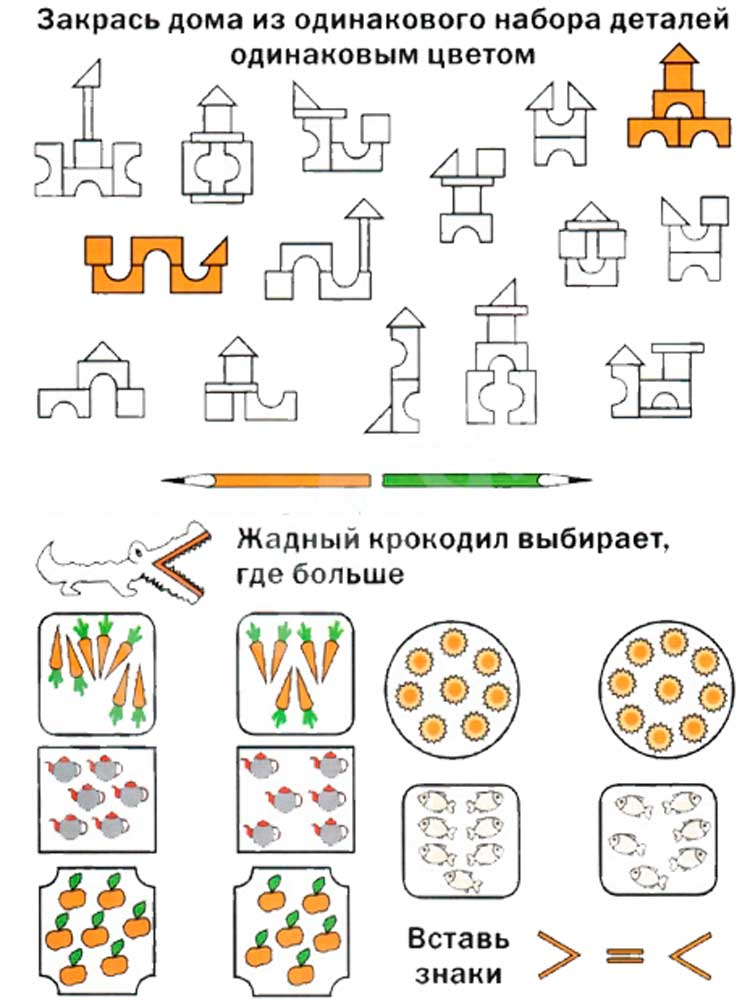 Закрась дома из одинакового набора деталей
одинаковым цветом
Жадный крокодил выбирает,
где больше
Вставь
знаки > = <